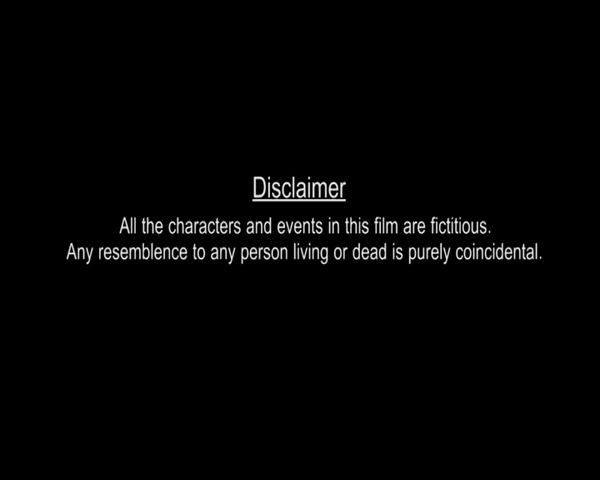 Disclaimer
All the characters and events in this film are fictitious.
Any resemblence to any person living or dead is purely coincidental.